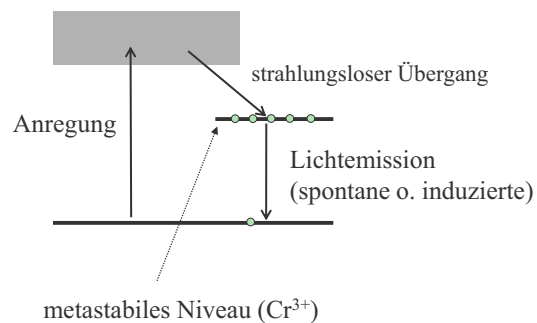 strahlungsloser Übergang
Anregung
Lichtemission
(spontane o. induzierte)
metastabiles Niveau (Cr³⁺)